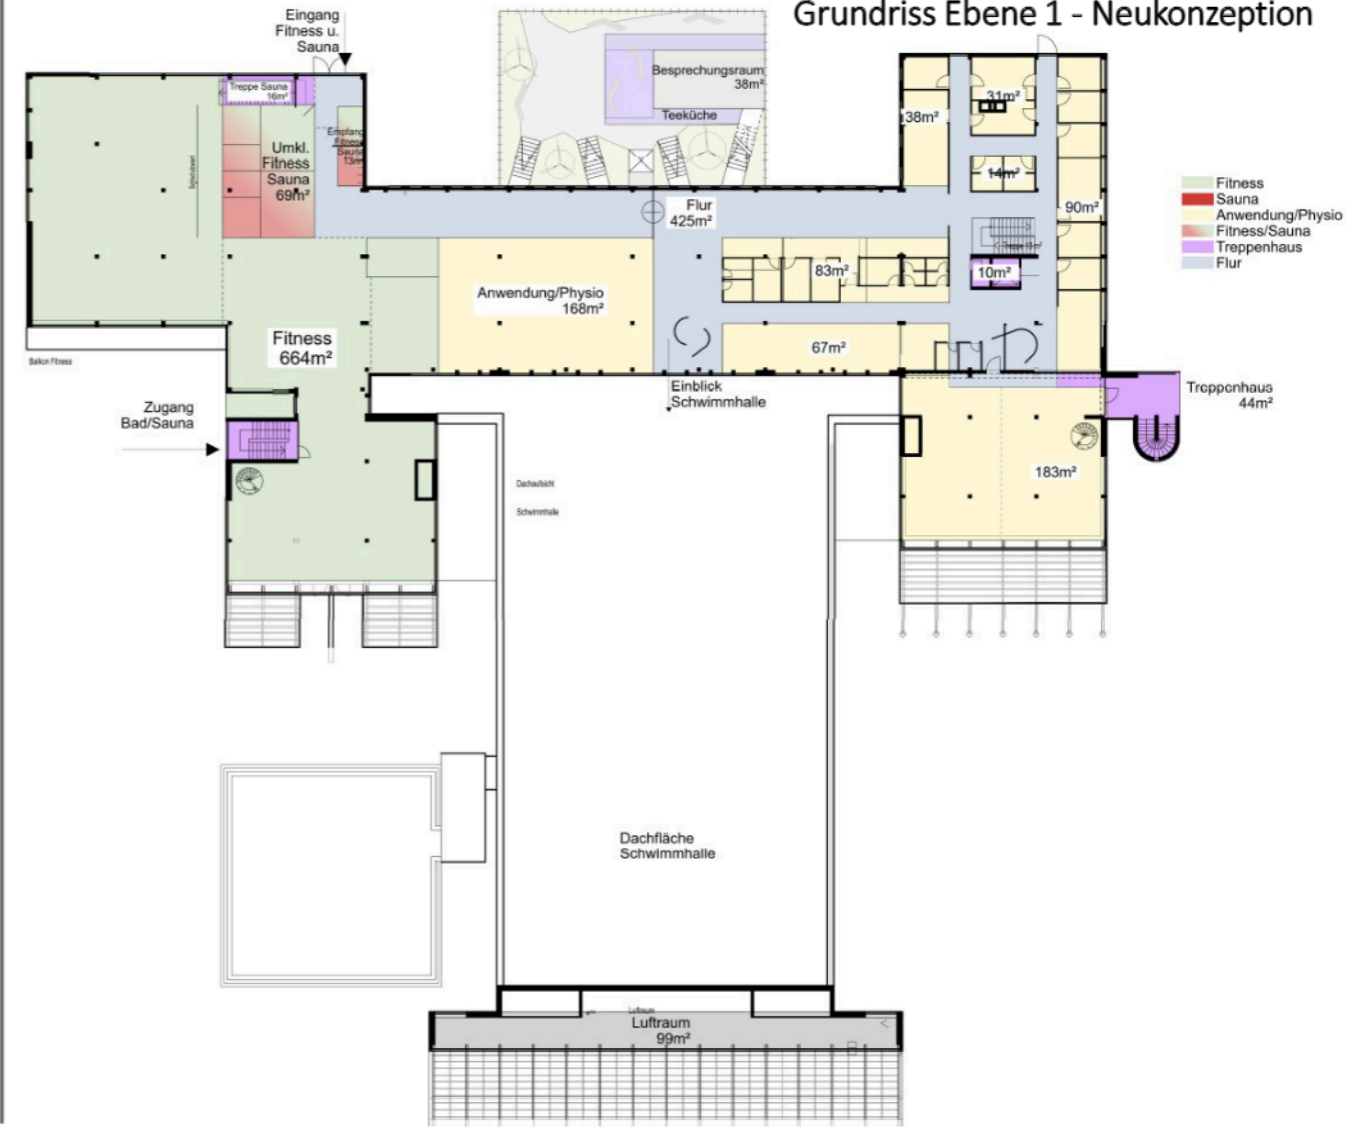 Grundriss Ebene 1 - Neukonzeption
Eingang
Fitness u.
Sauna
Treppe Sauna
16m²
Umkl.
Fitness
Sauna
69m²
Empfang
Fitness
Sauna
13m²
Besprechungsraum
38m²
Teeküche
38m²
31m²
14m²
90m²
Flur
425m²
83m²
10m²
Anwendung/Physio
168m²
67m²
Fitness
664m²
Balkon Fitness
Einblick
Schwimmhalle
Zugang
Bad/Sauna
Treppenhaus
44m²
183m²
Dachaufsicht
Schwimmhalle
Dachfläche
Schwimmhalle
Luftraum
Luftraum
99m²
Fitness
Sauna
Anwendung/Physio
Fitness/Sauna
Treppenhaus
Flur